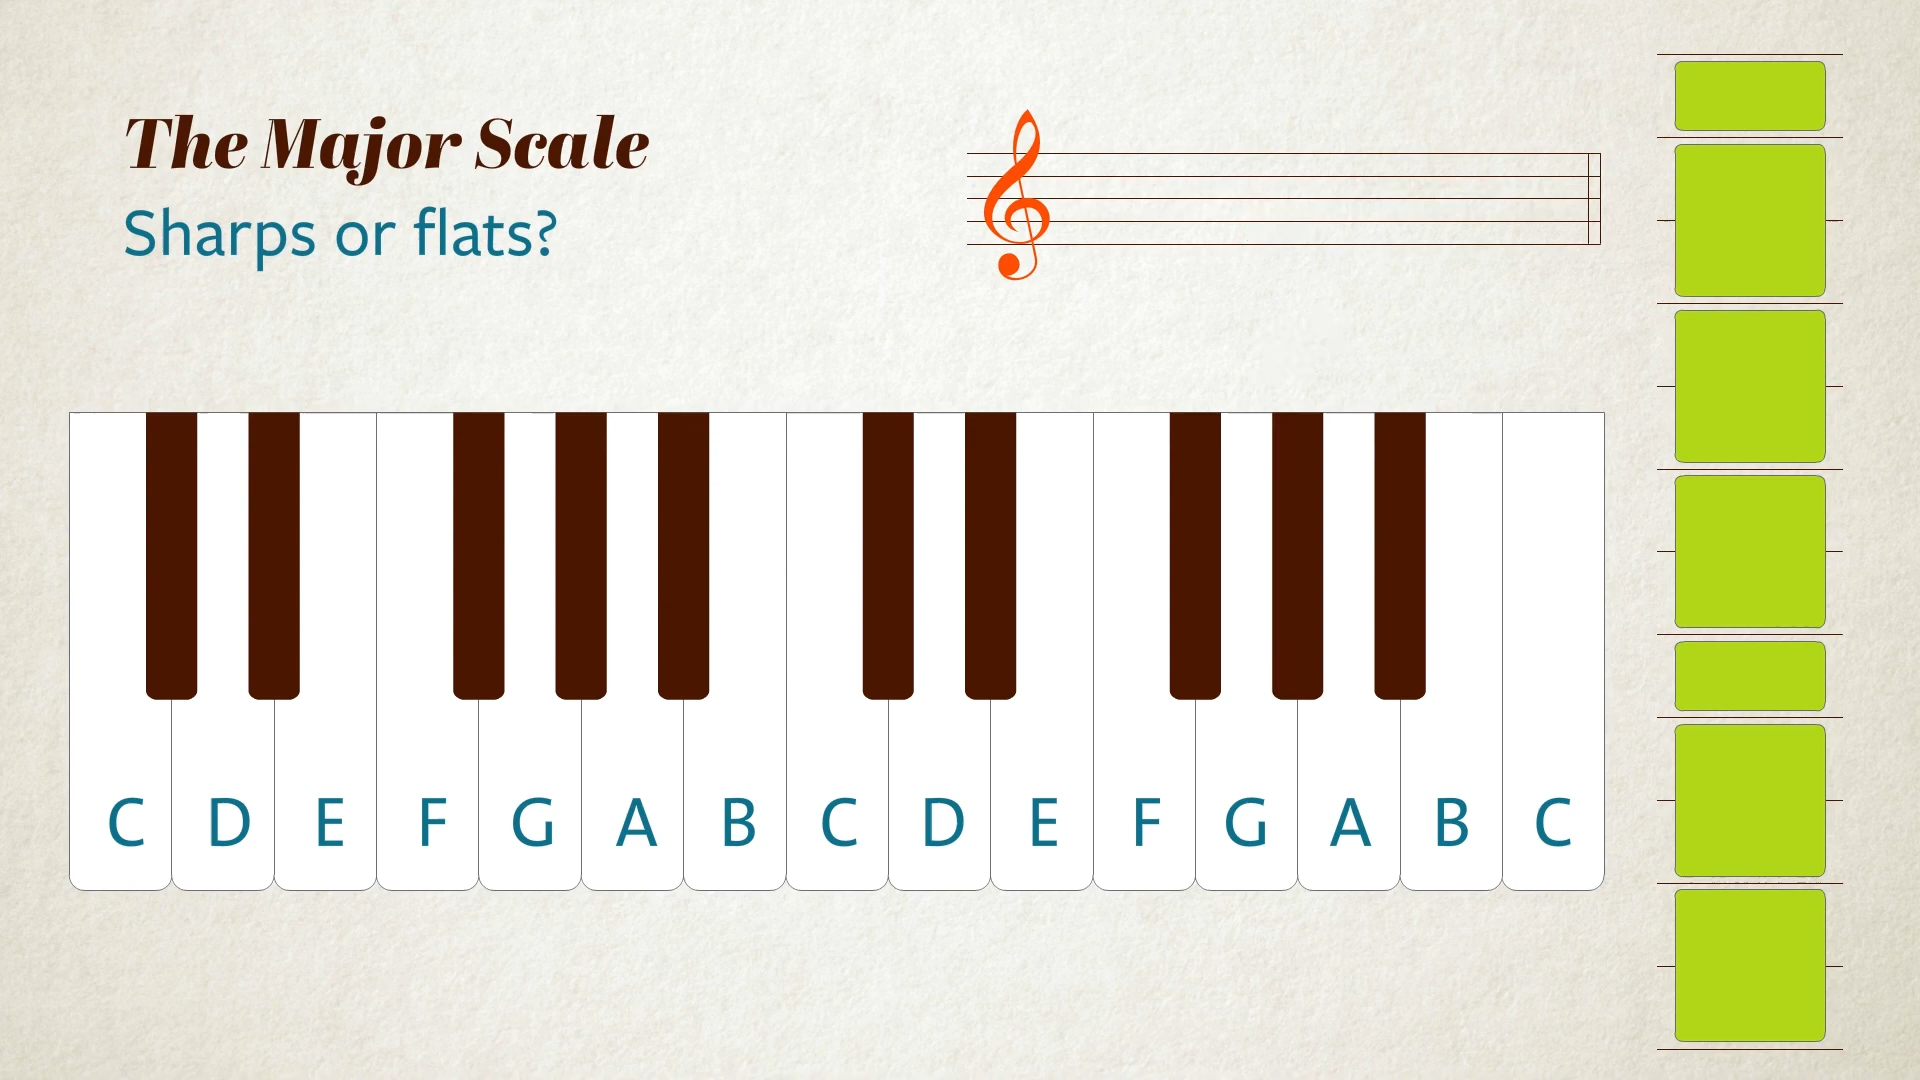 The Major Scale
Sharps or flats?
C D E F G A B C D E F G A B C